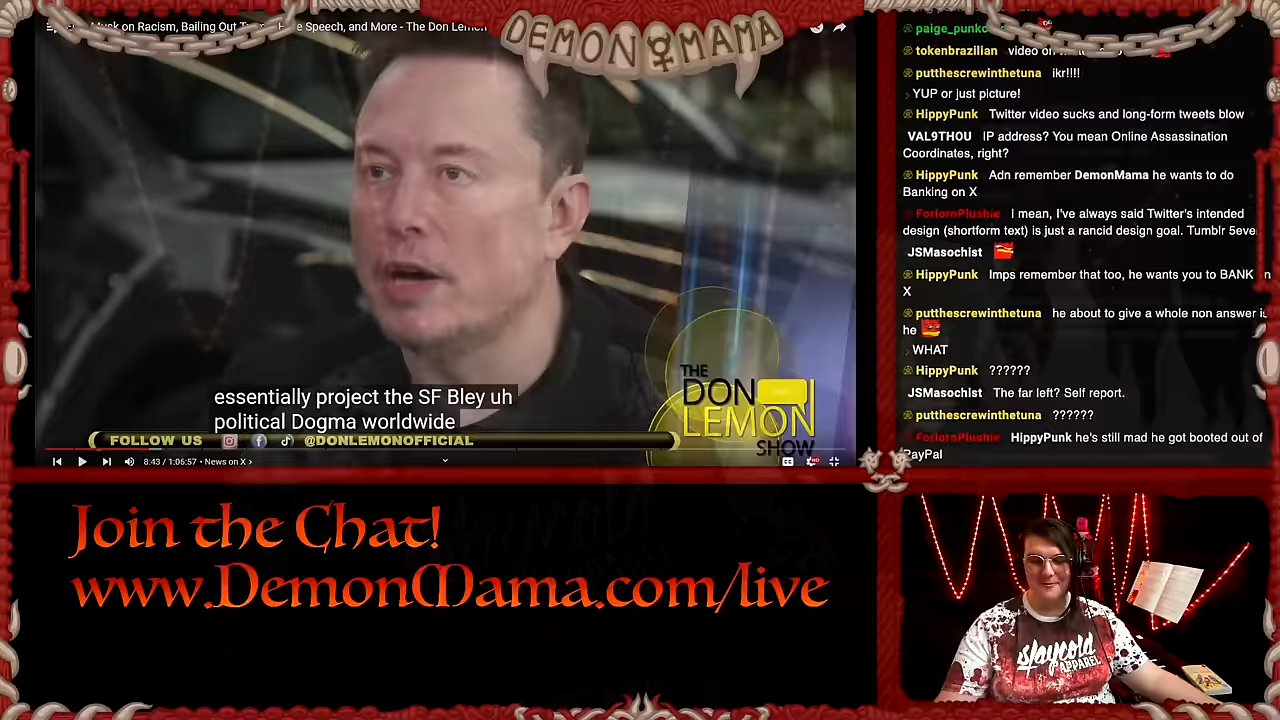 Musk on Racism, Bailing Out
Speech, and More - The Don Lemon
DEMON MAMA
essentially project the SF Bley uh
political Dogma worldwide
THE
DON
LEMON
SHOW
FOLLOW US @DONLEMONOFFICIAL
8:43 / 1:06:57 • News on X >
HD
paige_punk
tokenbrazilian video on
putthescrewinthetuna ikr!!!!
YUP or just picture!
HippyPunk Twitter video sucks and long-form tweets blow
VAL9THOU IP address? You mean Online Assassination
Coordinates, right?
HippyPunk Adn remember DemonMama he wants to do
Banking on X
ForlornPlushie I mean, I've always said Twitter's intended
design (shortform text) is just a rancid design goal. Tumblr 5eve
JSMasochist
HippyPunk Imps remember that too, he wants you to BANK n
X
putthescrewinthetuna he about to give a whole non answer is
he
WHAT
HippyPunk ??????
JSMasochist The far left? Self report.
putthescrewinthetuna ??????
ForlornPlushie HippyPunk he's still mad he got booted out of
PayPal
Join the Chat!
www.DemonMama.com/live
staycold
APPAREL